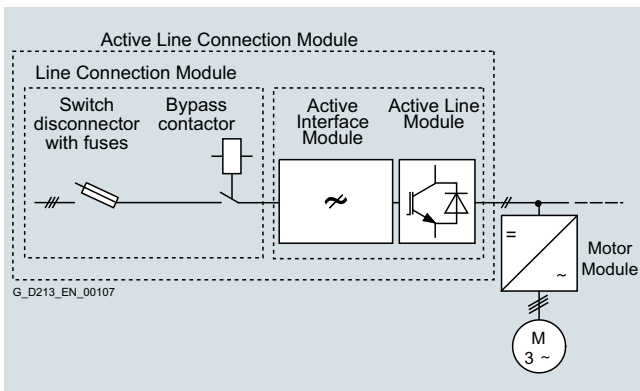 Active Line Connection Module
Line Connection Module
Switch
disconnector
with fuses
Bypass
contactor
Active
Interface
Module
Active Line
Module
=
~
Motor
Module
G_D213_EN_00107
M
3 ~